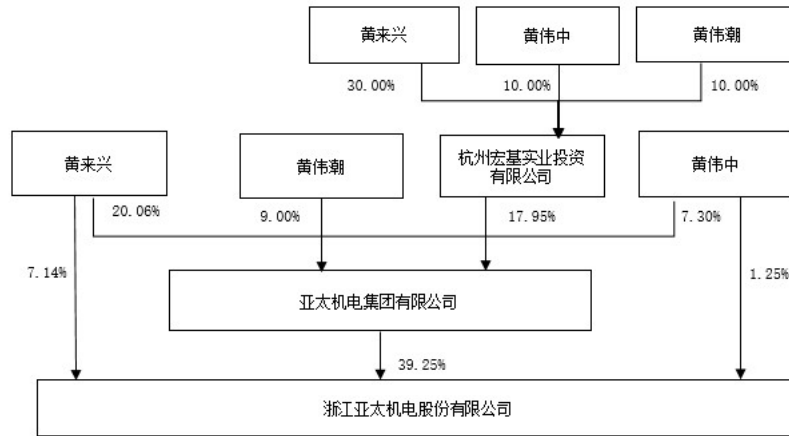 黄来兴
黄伟中
黄伟潮
30.00%
10.00%
10.00%
黄来兴
黄伟潮
杭州宏基实业投资
有限公司
黄伟中
20.06%
9.00%
17.95%
7.30%
7.14%
1.25%
亚太机电集团有限公司
39.25%
浙江亚太机电股份有限公司